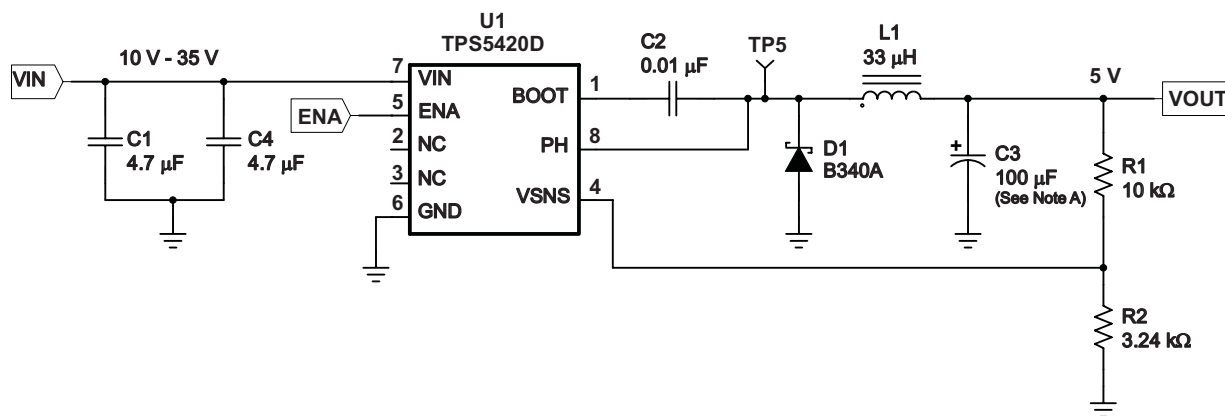 U1
TPS5420D
10 V - 35 V
VIN
7
VIN
5
ENA
ENA
2
NC
3
NC
6
GND
BOOT
1
PH
8
VSNS
4
C1
4.7 μF
C4
4.7 μF
C2
0.01 μF
TP5
L1
33 μH
5 V
VOUT
D1
B340A
+
C3
100 μF
(See Note A)
R1
10 kΩ
R2
3.24 kΩ